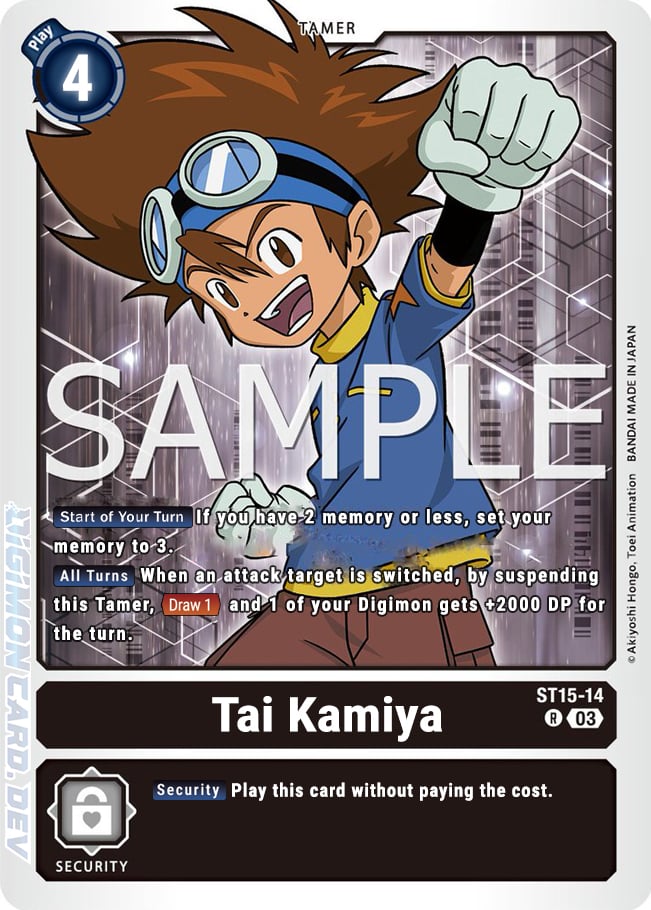 TAMER
Play
4
SAMPLE
Start of Your Turn If you have 2 memory or less, set your
memory to 3.
All Turns When an attack target is switched, by suspending
this Tamer, Draw 1 and 1 of your Digimon gets +2000 DP for
the turn.
© Akiyoshi Hongo, Toei Animation BANDAI MADE IN JAPAN
DIGIMONCARD.DEV
Tai Kamiya
ST15-14
R 03
Security Play this card without paying the cost.
SECURITY